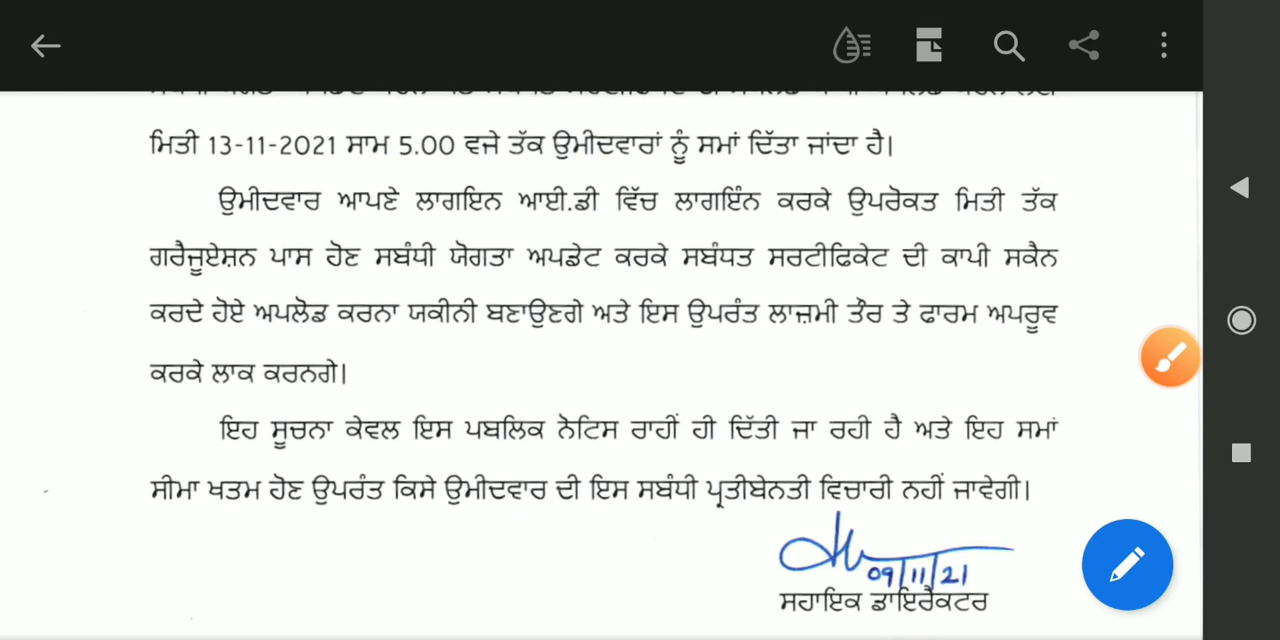 ਮਿਤੀ 13-11-2021 ਸਾਮ 5.00 ਵਜੇ ਤੱਕ ਉਮੀਦਵਾਰਾਂ ਨੂੰ ਸਮਾਂ ਦਿੱਤਾ ਜਾਂਦਾ ਹੈ।
ਉਮੀਦਵਾਰ ਆਪਣੇ ਲਾਗਇਨ ਆਈ.ਡੀ ਵਿੱਚ ਲਾਗਇੰਨ ਕਰਕੇ ਉਪਰੋਕਤ ਮਿਤੀ ਤੱਕ
ਗਰੈਜੂਏਸ਼ਨ ਪਾਸ ਹੋਣ ਸਬੰਧੀ ਯੋਗਤਾ ਅਪਡੇਟ ਕਰਕੇ ਸਬੰਧਤ ਸਰਟੀਫਿਕੇਟ ਦੀ ਕਾਪੀ ਸਕੈਨ
ਕਰਦੇ ਹੋਏ ਅਪਲੋਡ ਕਰਨਾ ਯਕੀਨੀ ਬਣਾਉਣਗੇ ਅਤੇ ਇਸ ਉਪਰੰਤ ਲਾਜ਼ਮੀ ਤੌਰ ਤੇ ਫਾਰਮ ਅਪਰੂਵ
ਕਰਕੇ ਲਾਕ ਕਰਨਗੇ।
ਇਹ ਸੂਚਨਾ ਕੇਵਲ ਇਸ ਪਬਲਿਕ ਨੋਟਿਸ ਰਾਹੀਂ ਹੀ ਦਿੱਤੀ ਜਾ ਰਹੀ ਹੈ ਅਤੇ ਇਹ ਸਮਾਂ
ਸੀਮਾ ਖਤਮ ਹੋਣ ਉਪਰੰਤ ਕਿਸੇ ਉਮੀਦਵਾਰ ਦੀ ਇਸ ਸਬੰਧੀ ਪ੍ਰਤੀਬੇਨਤੀ ਵਿਚਾਰੀ ਨਹੀਂ ਜਾਵੇਗੀ।
09/11/21
ਸਹਾਇਕ ਡਾਇਰੈਕਟਰ